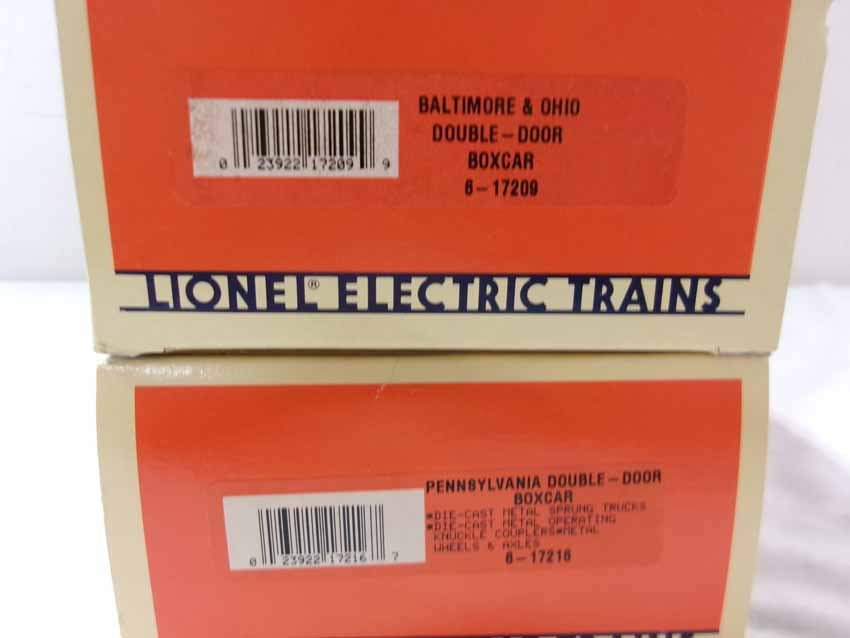 BALTIMORE & OHIO
DOUBLE-DOOR
BOXCAR
6-17209
0 23922 17209 9
LIONEL® ELECTRIC TRAINS
PENNSYLVANIA DOUBLE-DOOR
BOXCAR
*DIE-CAST METAL SPRUNG TRUCKS
*DIE-CAST METAL OPERATING
KNUCKLE COUPLERS*METAL
WHEELS & AXLES
6-17216
0 23922 17216 7